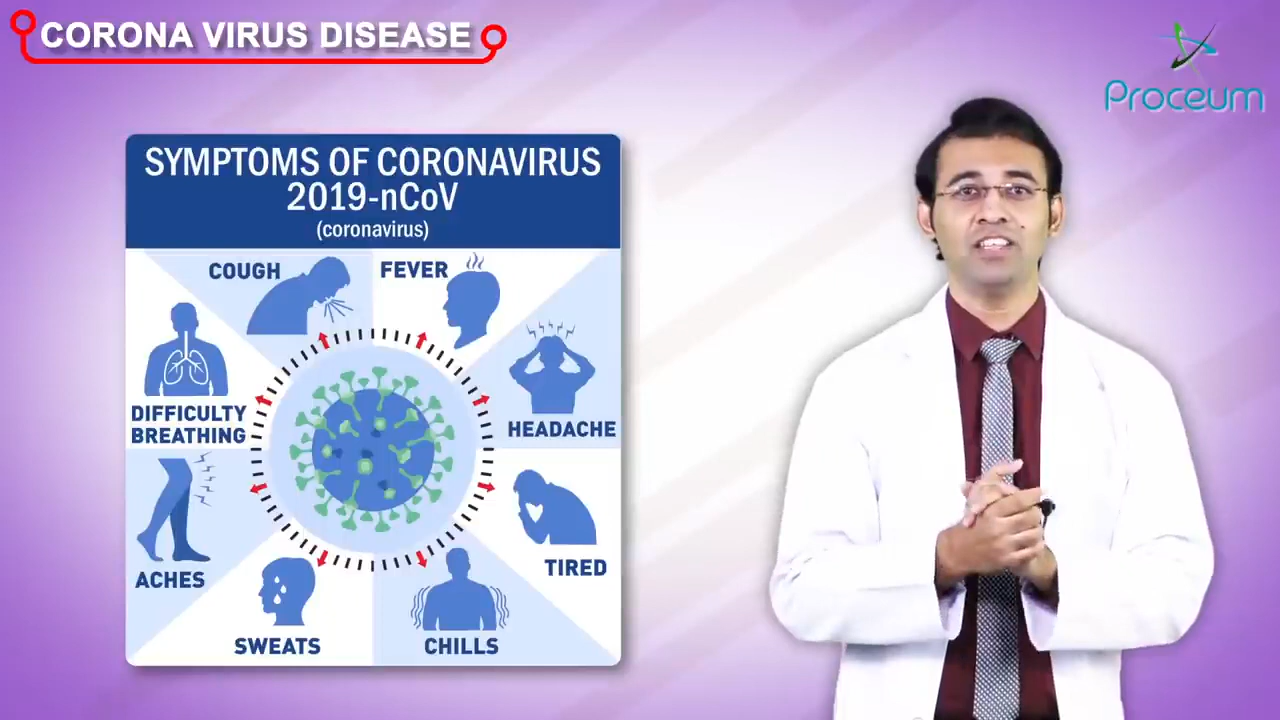 CORONA VIRUS DISEASE
Proceum
SYMPTOMS OF CORONAVIRUS
2019-nCoV
(coronavirus)
COUGH
FEVER
DIFFICULTY
BREATHING
HEADACHE
ACHES
TIRED
SWEATS
CHILLS